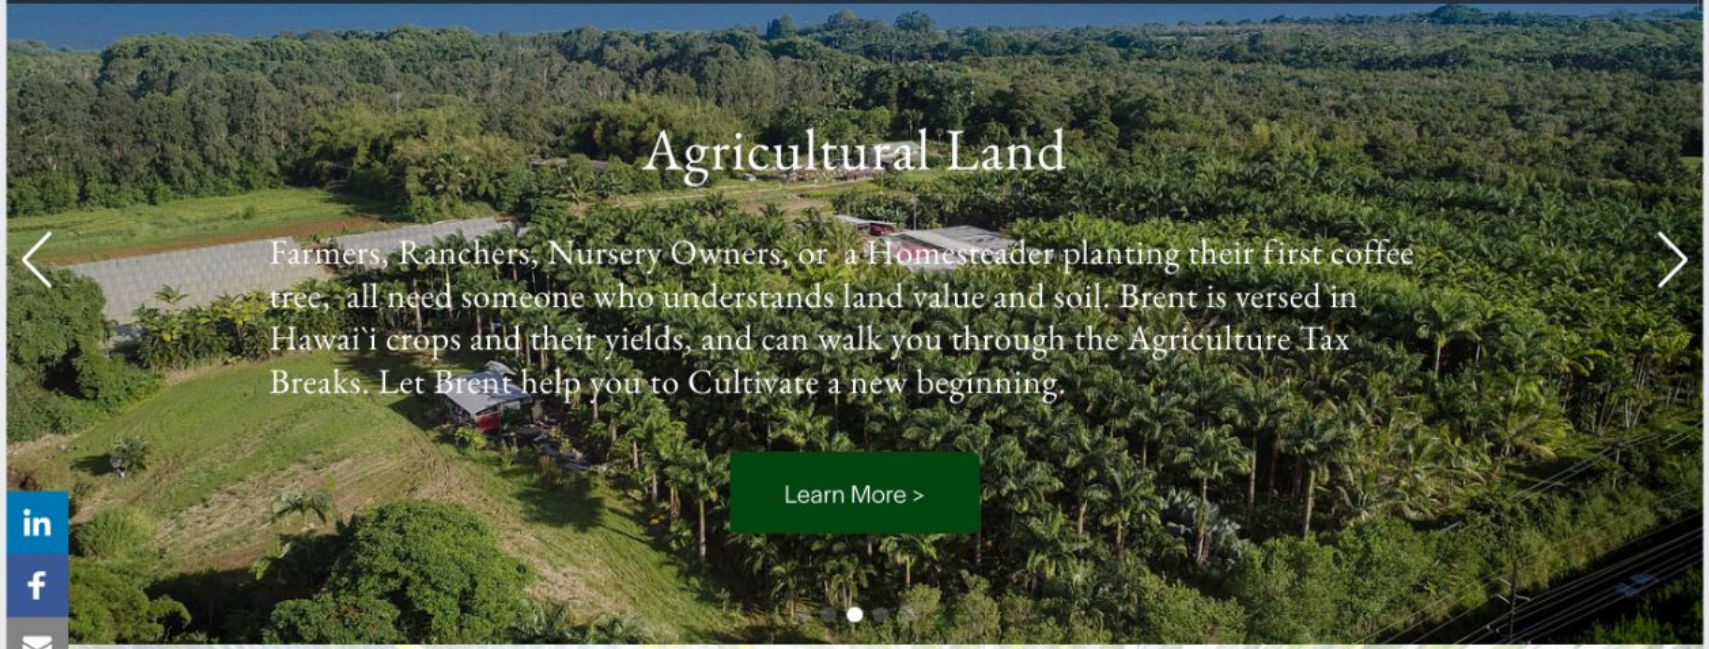 Agricultural Land
Farmers, Ranchers, Nursery Owners, or  a Homesteader planting their first coffee
tree,  all need someone who understands land value and soil. Brent is versed in
Hawai`i crops and their yields, and can walk you through the Agriculture Tax
Breaks. Let Brent help you to Cultivate a new beginning.
Learn More >
in
f